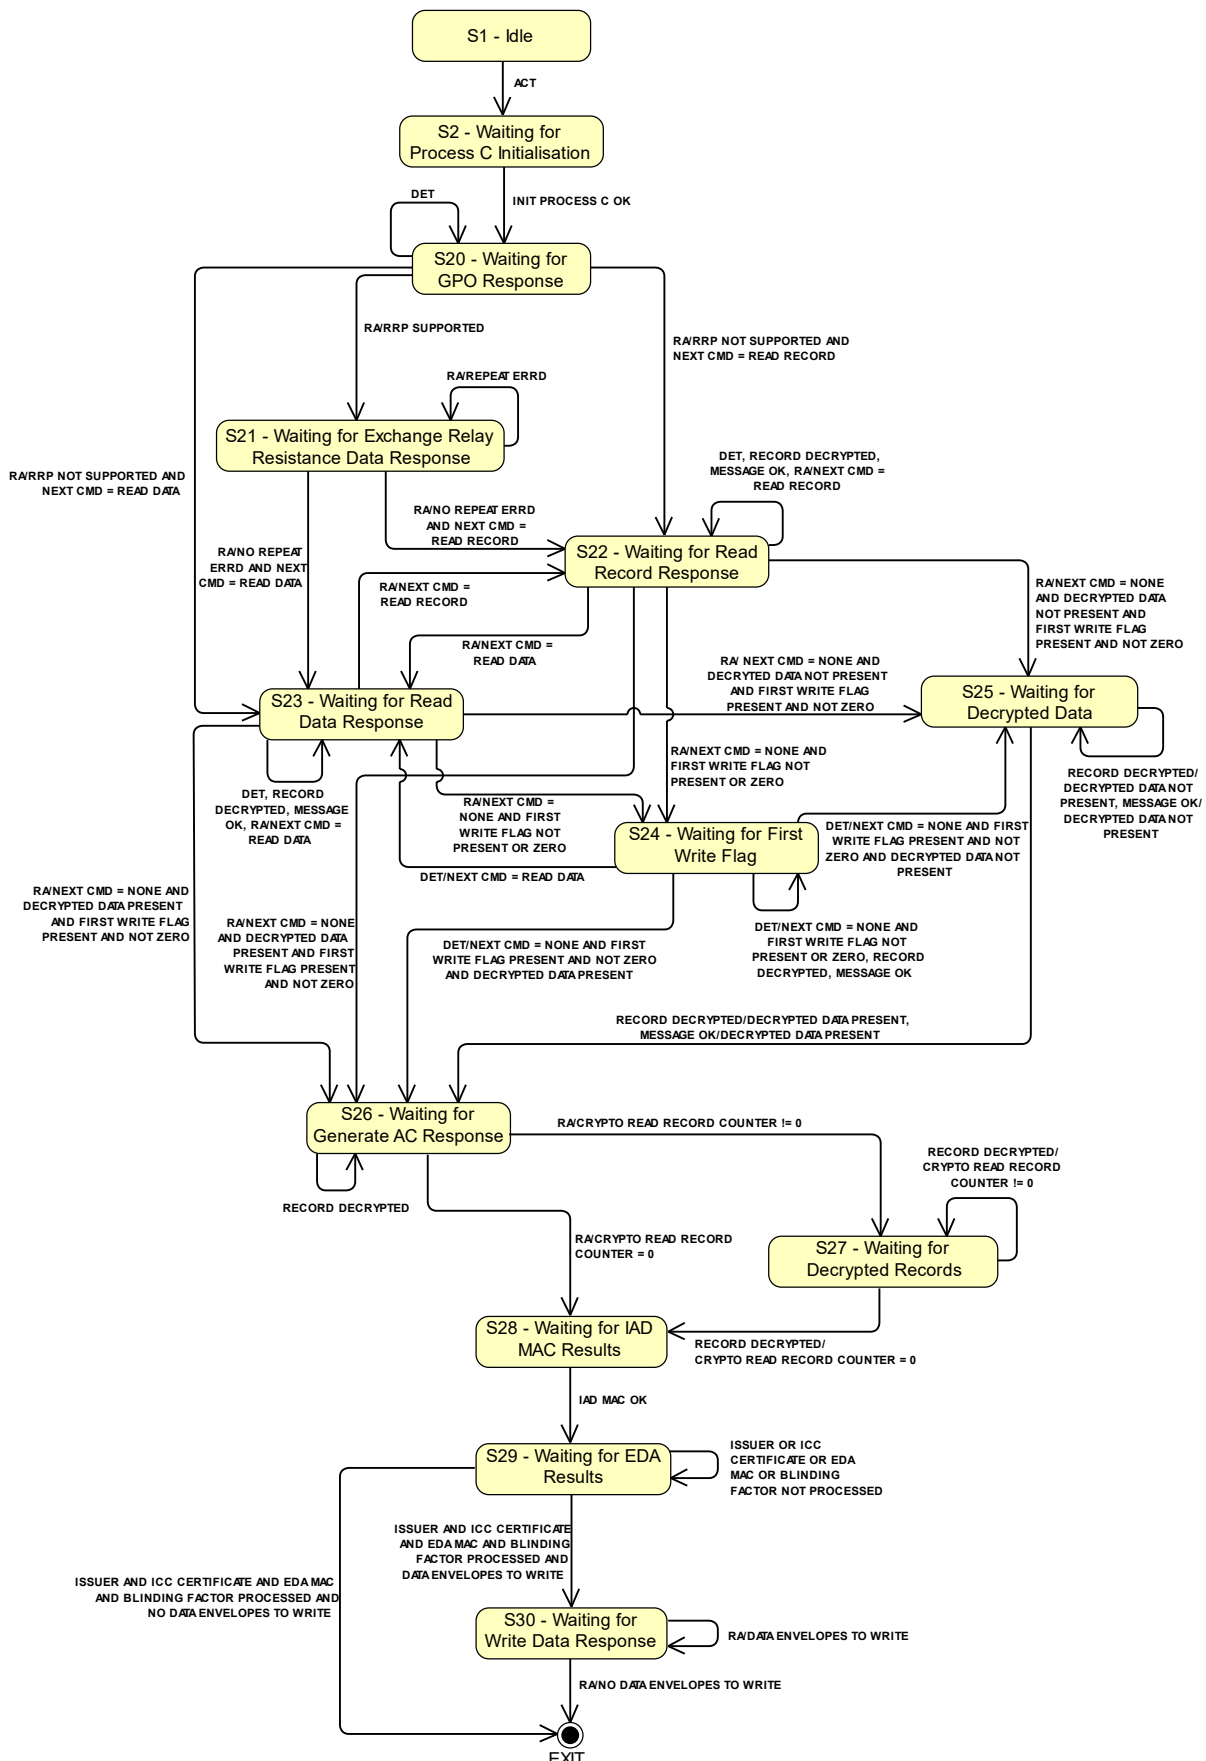 S1 - Idle
ACT
S2 - Waiting for
Process C Initialisation
DET
INIT PROCESS C OK
S20 - Waiting for
GPO Response
RA/RRP SUPPORTED
RA/RRP NOT SUPPORTED AND
NEXT CMD = READ RECORD
RA/REPEAT ERRD
S21 - Waiting for Exchange Relay
Resistance Data Response
RA/RRP NOT SUPPORTED AND
NEXT CMD = READ DATA
DET, RECORD DECRYPTED,
MESSAGE OK, RA/NEXT CMD =
READ RECORD
RA/NO REPEAT ERRD
AND NEXT CMD =
READ RECORD
RA/NO REPEAT
ERRD AND NEXT
CMD = READ DATA
S22 - Waiting for Read
Record Response
RA/NEXT CMD =
READ RECORD
RA/NEXT CMD = NONE
AND DECRYPTED DATA
NOT PRESENT AND
FIRST WRITE FLAG
PRESENT AND NOT ZERO
RA/NEXT CMD =
READ DATA
RA/ NEXT CMD = NONE AND
DECRYTED DATA NOT PRESENT
AND FIRST WRITE FLAG
PRESENT AND NOT ZERO
S23 - Waiting for Read
Data Response
S25 - Waiting for
Decrypted Data
RA/NEXT CMD = NONE AND
FIRST WRITE FLAG NOT
PRESENT OR ZERO
RECORD DECRYPTED/
DECRYPTED DATA NOT
PRESENT, MESSAGE OK/
DECRYPTED DATA NOT
PRESENT
DET, RECORD
DECRYPTED, MESSAGE
OK, RA/NEXT CMD =
READ DATA
RA/NEXT CMD =
NONE AND FIRST
WRITE FLAG NOT
PRESENT OR ZERO
S24 - Waiting for First
Write Flag
DET/NEXT CMD = NONE AND FIRST
WRITE FLAG PRESENT AND NOT
ZERO AND DECRYPTED DATA NOT
PRESENT
DET/NEXT CMD = READ DATA
RA/NEXT CMD = NONE AND
DECRYPTED DATA PRESENT
AND FIRST WRITE FLAG
PRESENT AND NOT ZERO
RA/NEXT CMD = NONE
AND DECRYPTED DATA
PRESENT AND FIRST
WRITE FLAG PRESENT
AND NOT ZERO
DET/NEXT CMD = NONE AND FIRST
WRITE FLAG PRESENT AND NOT ZERO
AND DECRYPTED DATA PRESENT
DET/NEXT CMD = NONE AND
FIRST WRITE FLAG NOT
PRESENT OR ZERO, RECORD
DECRYPTED, MESSAGE OK
RECORD DECRYPTED/DECRYPTED DATA PRESENT,
MESSAGE OK/DECRYPTED DATA PRESENT
S26 - Waiting for
Generate AC Response
RA/CRYPTO READ RECORD COUNTER != 0
RECORD DECRYPTED/
CRYPTO READ RECORD
COUNTER != 0
RECORD DECRYPTED
RA/CRYPTO READ RECORD
COUNTER = 0
S27 - Waiting for
Decrypted Records
S28 - Waiting for IAD
MAC Results
RECORD DECRYPTED/
CRYPTO READ RECORD COUNTER = 0
IAD MAC OK
S29 - Waiting for EDA
Results
ISSUER OR ICC
CERTIFICATE OR EDA
MAC OR BLINDING
FACTOR NOT PROCESSED
ISSUER AND ICC CERTIFICATE
AND EDA MAC AND BLINDING
FACTOR PROCESSED AND
DATA ENVELOPES TO WRITE
ISSUER AND ICC CERTIFICATE AND EDA MAC
AND BLINDING FACTOR PROCESSED AND
NO DATA ENVELOPES TO WRITE
S30 - Waiting for
Write Data Response
RA/DATA ENVELOPES TO WRITE
RA/NO DATA ENVELOPES TO WRITE
EXIT